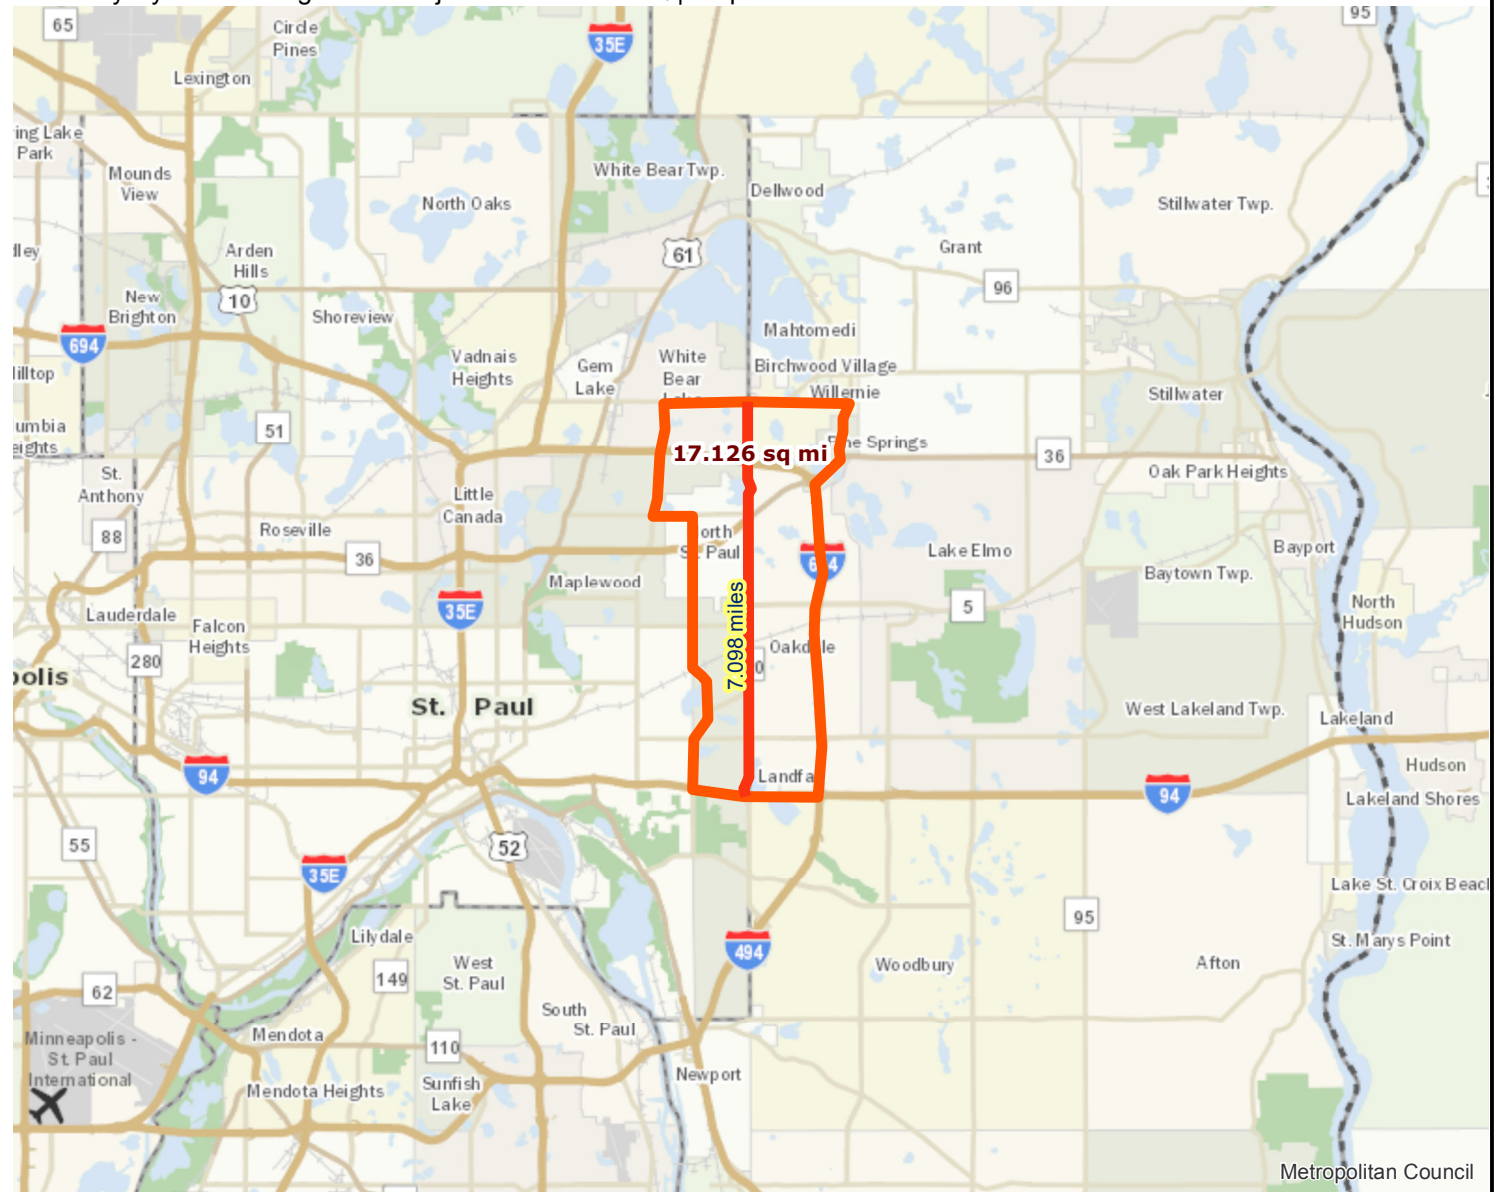 65
Circle
Pines
35E
95
Lexington
Park
Mounds
View
White Bear Twp.
Dellwood
North Oaks
Stillwater Twp.
Arden
Hills
61
Grant
10
96
New
Brighton
Shoreview
694
Mahtomedi
Vadnais
Heights
Gem
Lake
White
Bear
Birchwood Village
Willernie
Stillwater
51
17.126 sq mi
Springs
36
Oak Park Heights
St.
Anthony
Little
Canada
88
Roseville
36
St. Paul
Lake Elmo
Bayport
Maplewood
Baytown Twp.
35E
5
North
Hudson
Lauderdale
Falcon
Heights
7.098 miles
Oakdale
280
St. Paul
West Lakeland Twp.
Lakeland
94
Landfa
94
Hudson
Lakeland Shores
55
52
35E
Lake St. Croix Beach
95
Lilydale
494
St. Marys Point
149
West
St. Paul
Woodbury
Afton
62
South
St. Paul
Minneapolis -
St. Paul
International
Mendota
110
Newport
Mendota Heights
Sunfish
Lake
Metropolitan Council